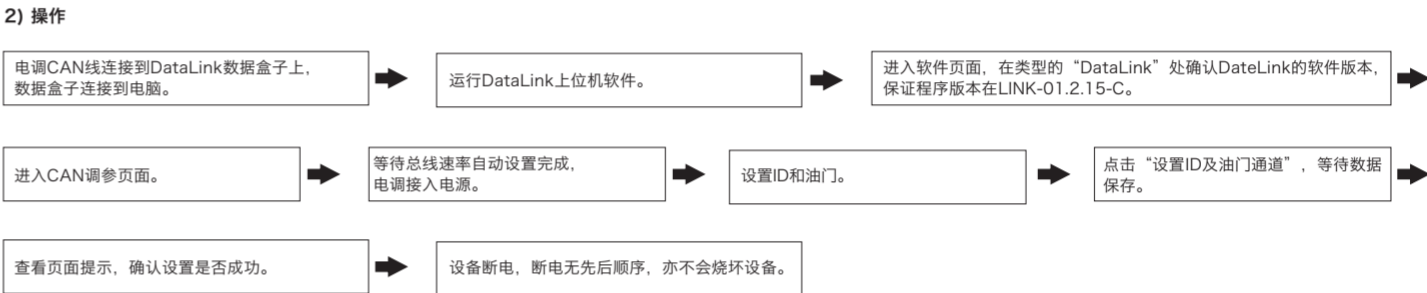 2) 操作
电调CAN线连接到DataLink数据盒子上，
数据盒子连接到电脑。
运行DataLink上位机软件。
进入软件页面，在类型的“DataLink”处确认DateLink的软件版本，
保证程序版本在LINK-01.2.15-C。
进入CAN调参页面。
等待总线速率自动设置完成，
电调接入电源。
设置ID和油门。
点击“设置ID及油门通道”，等待数据
保存。
查看页面提示，确认设置是否成功。
设备断电，断电无先后顺序，亦不会烧坏设备。